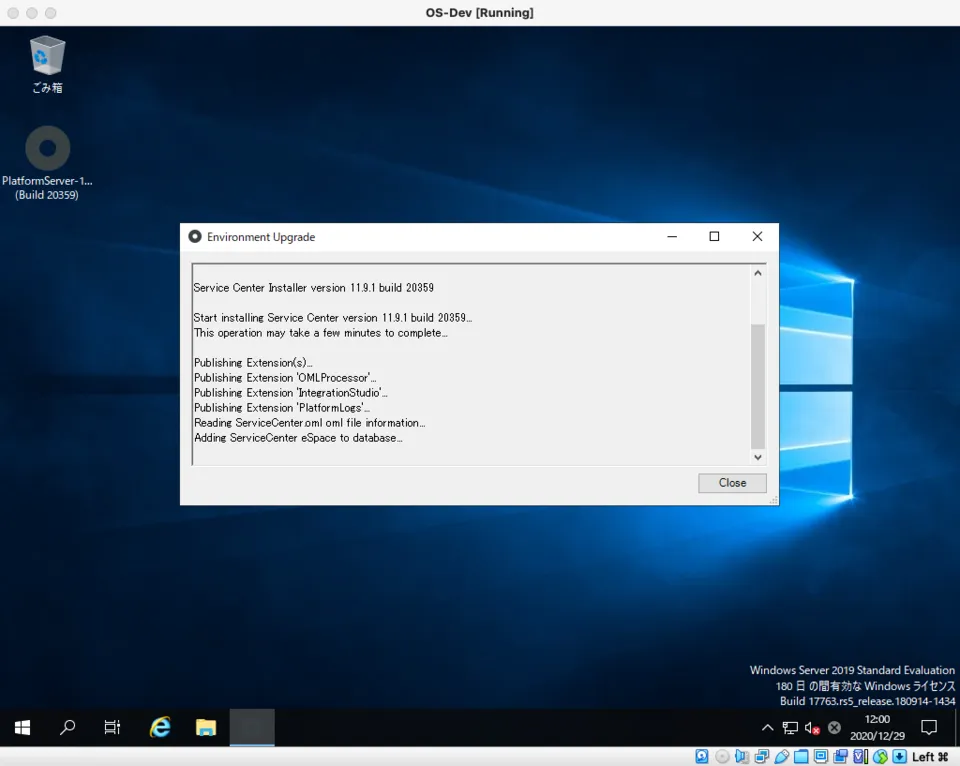 OS-Dev [Running]
ごみ箱
PlatformServer-1...
(Build 20359)
Environment Upgrade
Service Center Installer version 11.9.1 build 20359
Start installing Service Center version 11.9.1 build 20359...
This operation may take a few minutes to complete...
Publishing Extension(s)...
Publishing Extension 'OMLProcessor'...
Publishing Extension 'IntegrationStudio'...
Publishing Extension 'PlatformLogs'...
Reading ServiceCenter.oml oml file information...
Adding ServiceCenter eSpace to database...
Close
Windows Server 2019 Standard Evaluation
180 日 の間有効な Windows ライセンス
Build 17763.rs5_release.180914-1434
12:00
2020/12/29
Left ⌘